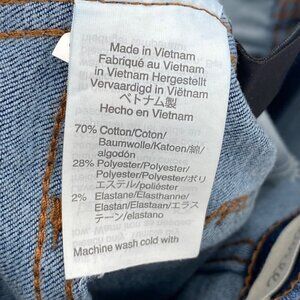 Made in Vietnam
Fabriqué au Vietnam
in Vietnam Hergestellt
Vervaardigd in Viëtnam
ベトナム製
Hecho en Vietnam
70% Cotton/Coton/
Baumwolle/Katoen/綿/
algodón
28% Polyester/Polyester/
Polyester/Polyester/ポリ
エステル/poliéster
2% Elastane/Elasthanne/
Elastan/Elastaan/エラス
テーン/elastano
Machine wash cold with